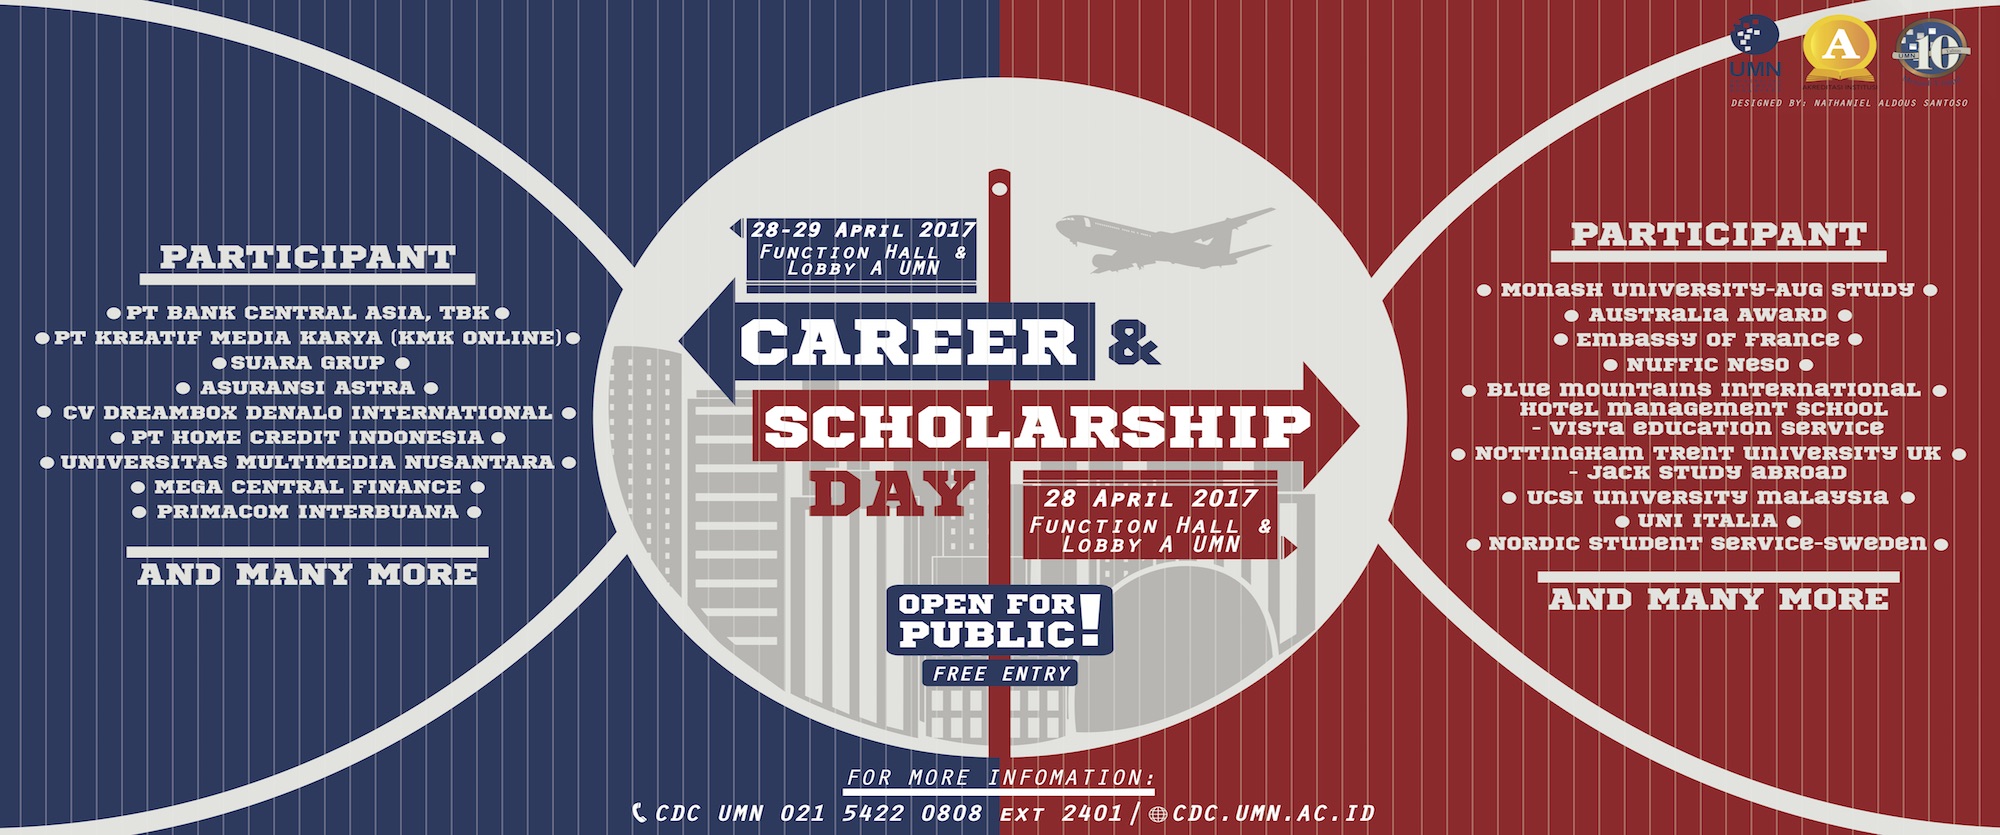 UMN
A
AKREDITASI INSTITUSI
UMN 10
DESIGNED BY: NATHANIEL ALDOUS SANTOSO
PARTICIPANT
● PT BANK CENTRAL ASIA, TBK ●
● PT KREATIF MEDIA KARYA (KMK ONLINE) ●
● SUARA GRUP ●
● ASURANSI ASTRA ●
● CV DREAMBOX DENALO INTERNATIONAL ●
● PT HOME CREDIT INDONESIA ●
● UNIVERSITAS MULTIMEDIA NUSANTARA ●
● MEGA CENTRAL FINANCE ●
● PRIMACOM INTERBUANA ●
AND MANY MORE
28-29 APRIL 2017
FUNCTION HALL &
LOBBY A UMN
CAREER &
SCHOLARSHIP
DAY
28 APRIL 2017
FUNCTION HALL &
LOBBY A UMN
OPEN FOR
PUBLIC!
FREE ENTRY
FOR MORE INFOMATION:
CDC UMN 021 5422 0808 EXT 2401/ CDC.UMN.AC.ID
PARTICIPANT
● MONASH UNIVERSITY-AUG STUDY ●
● AUSTRALIA AWARD ●
● EMBASSY OF FRANCE ●
● NUFFIC NESO ●
● BLUE MOUNTAINS INTERNATIONAL ●
HOTEL MANAGEMENT SCHOOL
- VISTA EDUCATION SERVICE
● NOTTINGHAM TRENT UNIVERSITY UK ●
- JACK STUDY ABROAD
● UCSI UNIVERSITY MALAYSIA ●
● UNI ITALIA ●
● NORDIC STUDENT SERVICE-SWEDEN ●
AND MANY MORE